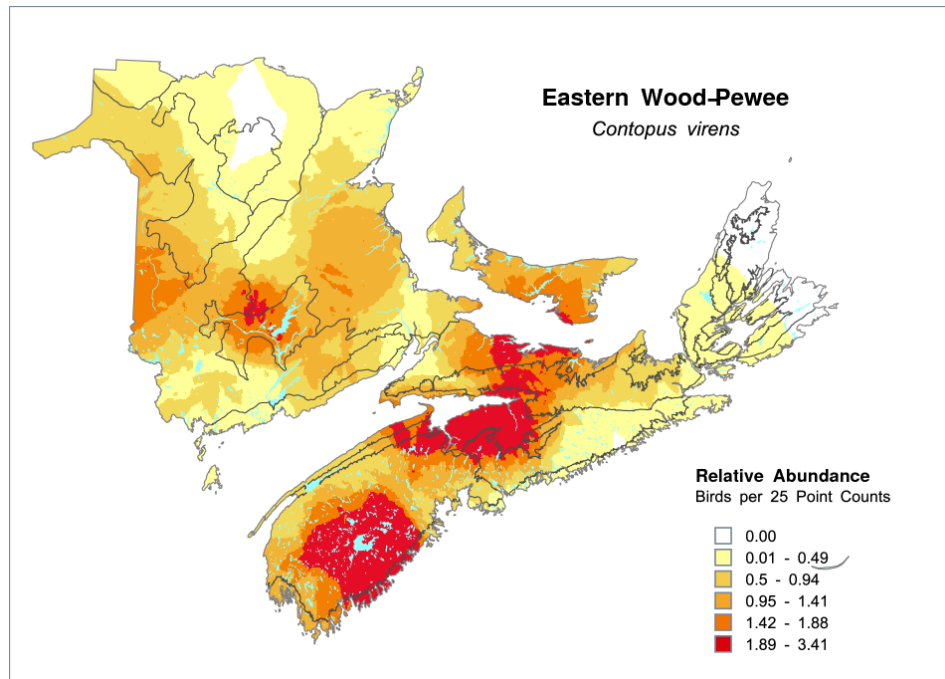 Eastern Wood-Pewee
Contopus virens
Relative Abundance
Birds per 25 Point Counts
0.00
0.01 - 0.49
0.5 - 0.94
0.95 - 1.41
1.42 - 1.88
1.89 - 3.41